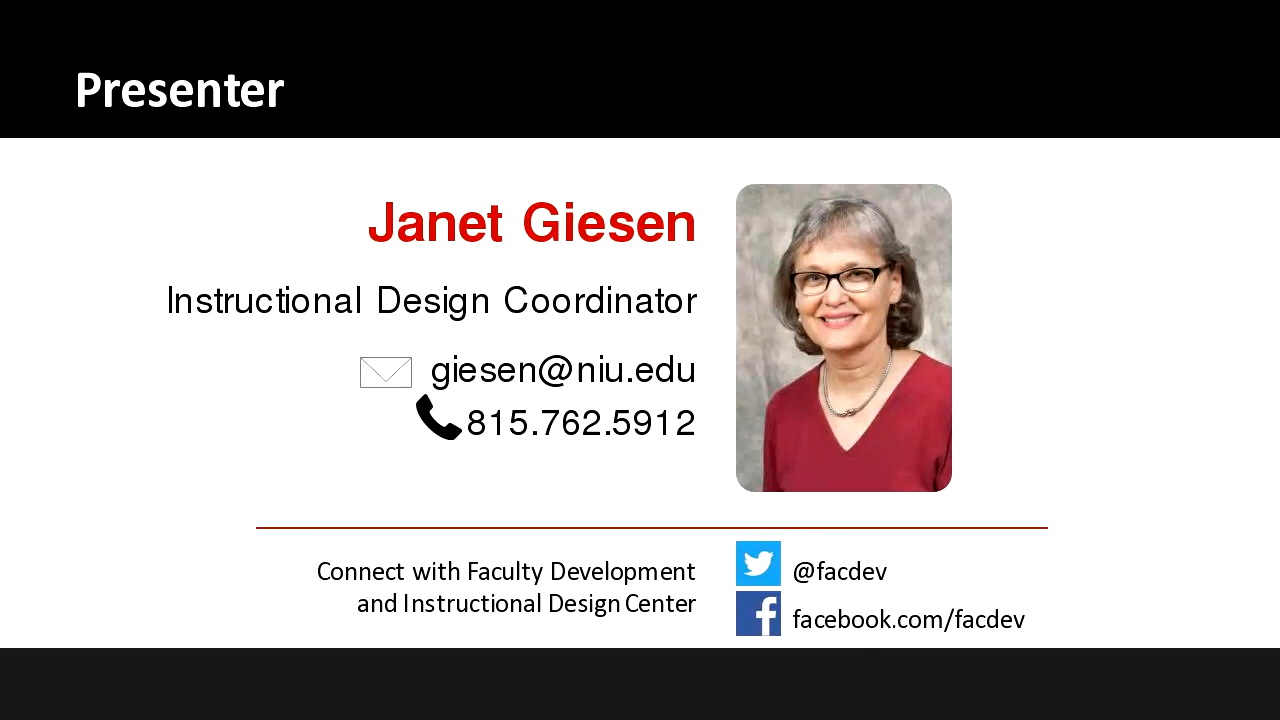 Presenter
Janet Giesen
Instructional Design Coordinator
giesen@niu.edu
815.762.5912
Connect with Faculty Development
and Instructional Design Center
@facdev
facebook.com/facdev